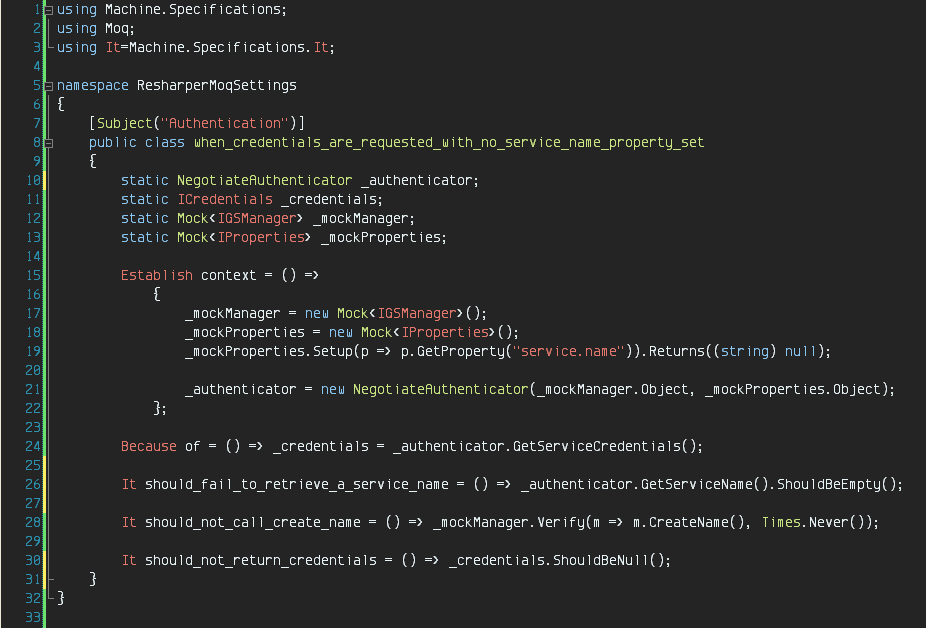 1 using Machine.Specifications;
2 using Moq;
3 using It=Machine.Specifications.It;
4
5 namespace ResharperMoqSettings
6 {
7     [Subject("Authentication")]
8     public class when_credentials_are_requested_with_no_service_name_property_set
9     {
10         static NegotiateAuthenticator _authenticator;
11         static ICredentials _credentials;
12         static Mock<IGSManager> _mockManager;
13         static Mock<IProperties> _mockProperties;
14
15         Establish context = () =>
16             {
17                 _mockManager = new Mock<IGSManager>();
18                 _mockProperties = new Mock<IProperties>();
19                 _mockProperties.Setup(p => p.GetProperty("service.name")).Returns((string) null);
20
21                 _authenticator = new NegotiateAuthenticator(_mockManager.Object, _mockProperties.Object);
22             };
23
24         Because of = () => _credentials = _authenticator.GetServiceCredentials();
25
26         It should_fail_to_retrieve_a_service_name = () => _authenticator.GetServiceName().ShouldBeEmpty();
27
28         It should_not_call_create_name = () => _mockManager.Verify(m => m.CreateName(), Times.Never());
29
30         It should_not_return_credentials = () => _credentials.ShouldBeNull();
31     }
32 }
33